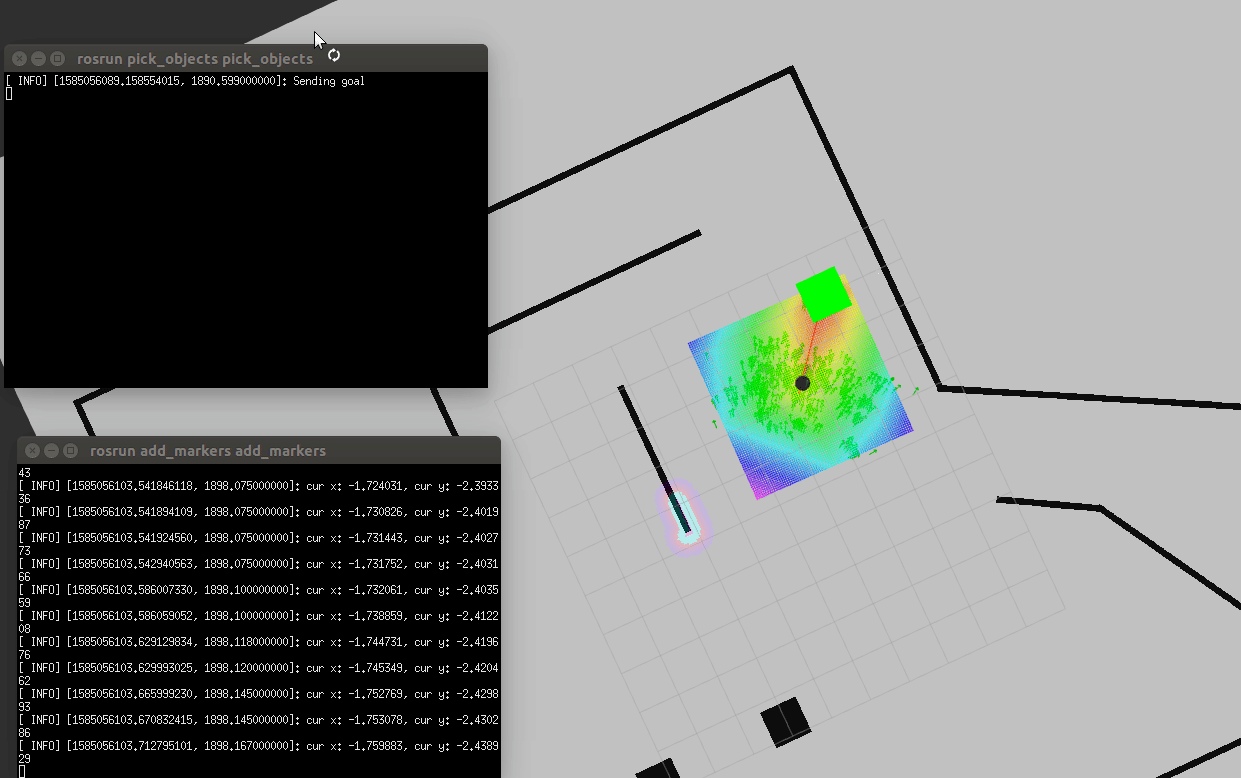 rosrun pick_objects pick_objects
[ INFO] [1585056089.158554015, 1890.599000000]: Sending goal
rosrun add_markers add_markers
43
[ INFO] [1585056103.541846118, 1898.075000000]: cur x: -1.724031, cur y: -2.3933
36
[ INFO] [1585056103.541894109, 1898.075000000]: cur x: -1.730826, cur y: -2.4019
87
[ INFO] [1585056103.541924560, 1898.075000000]: cur x: -1.731443, cur y: -2.4027
73
[ INFO] [1585056103.542940563, 1898.075000000]: cur x: -1.731752, cur y: -2.4031
66
[ INFO] [1585056103.586007330, 1898.100000000]: cur x: -1.732061, cur y: -2.4035
59
[ INFO] [1585056103.586059052, 1898.100000000]: cur x: -1.738859, cur y: -2.4122
08
[ INFO] [1585056103.629129834, 1898.118000000]: cur x: -1.744731, cur y: -2.4196
76
[ INFO] [1585056103.629993025, 1898.120000000]: cur x: -1.745349, cur y: -2.4204
62
[ INFO] [1585056103.665999230, 1898.145000000]: cur x: -1.752769, cur y: -2.4298
93
[ INFO] [1585056103.670832415, 1898.145000000]: cur x: -1.753078, cur y: -2.4302
86
[ INFO] [1585056103.712795101, 1898.167000000]: cur x: -1.759883, cur y: -2.4389
29